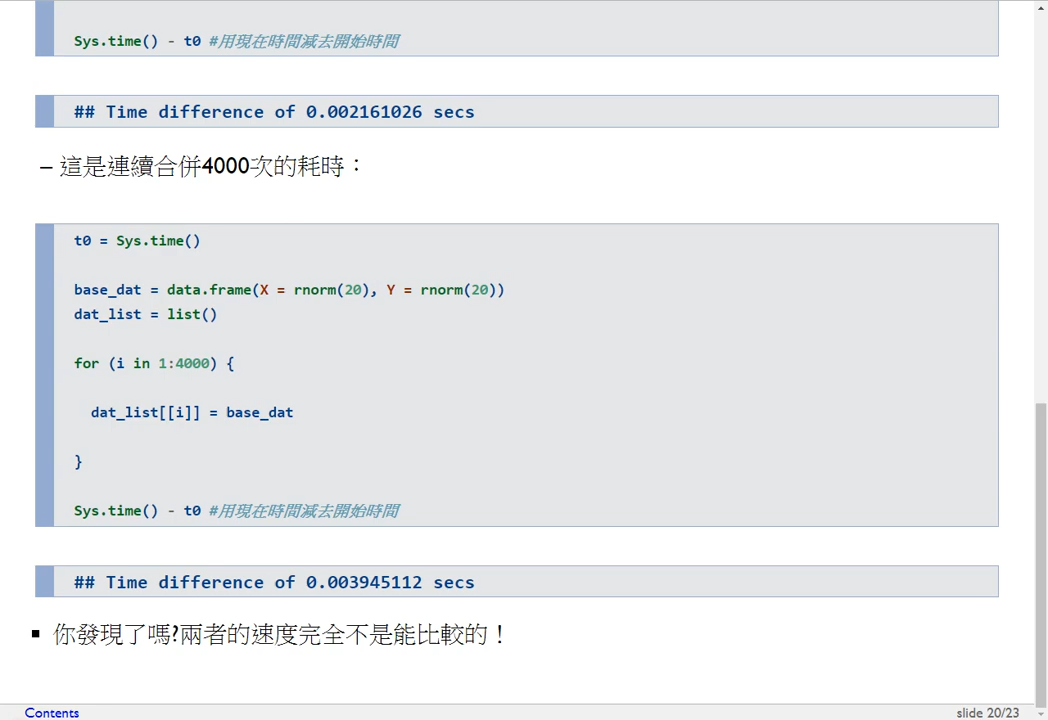 Sys.time() - t0 #用現在時間減去開始時間
## Time difference of 0.002161026 secs
– 這是連續合併4000次的耗時：
t0 = Sys.time()
base_dat = data.frame(X = rnorm(20), Y = rnorm(20))
dat_list = list()
for (i in 1:4000) {
dat_list[[i]] = base_dat
}
Sys.time() - t0 #用現在時間減去開始時間
## Time difference of 0.003945112 secs
▪ 你發現了嗎?兩者的速度完全不是能比較的！
Contents
slide 20/23